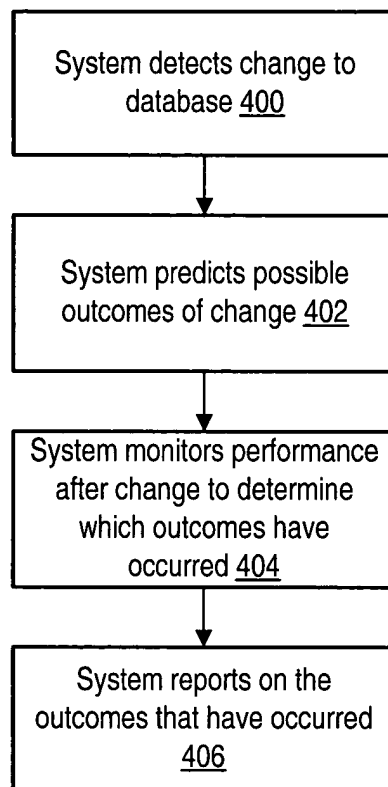 System detects change to
database 400
System predicts possible
outcomes of change 402
System monitors performance
after change to determine
which outcomes have
occurred 404
System reports on the
outcomes that have occurred
406